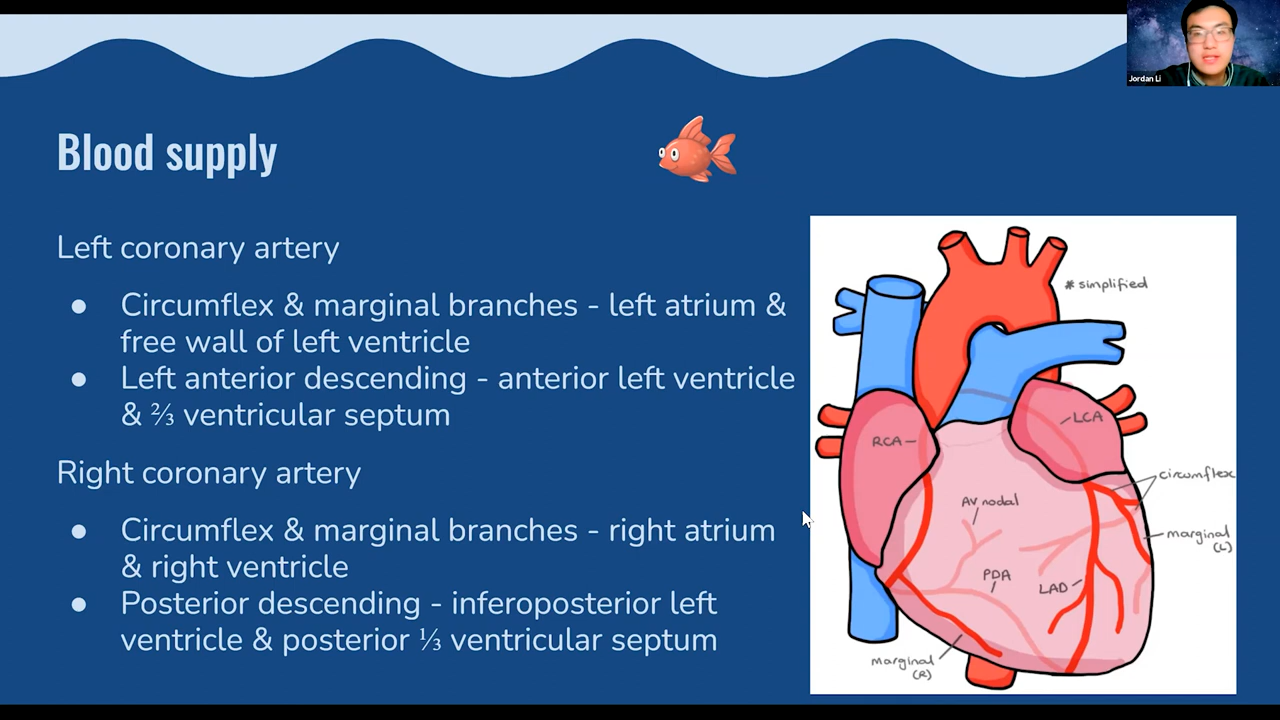 Jordan Li
Blood supply
Left coronary artery
● Circumflex & marginal branches - left atrium &
free wall of left ventricle
● Left anterior descending - anterior left ventricle
& ⅔ ventricular septum
Right coronary artery
● Circumflex & marginal branches - right atrium
& right ventricle
● Posterior descending - inferoposterior left
ventricle & posterior ⅓ ventricular septum
* simplified
LCA
RCA
circumflex
AV nodal
marginal
(L)
PDA
LAD
marginal
(R)